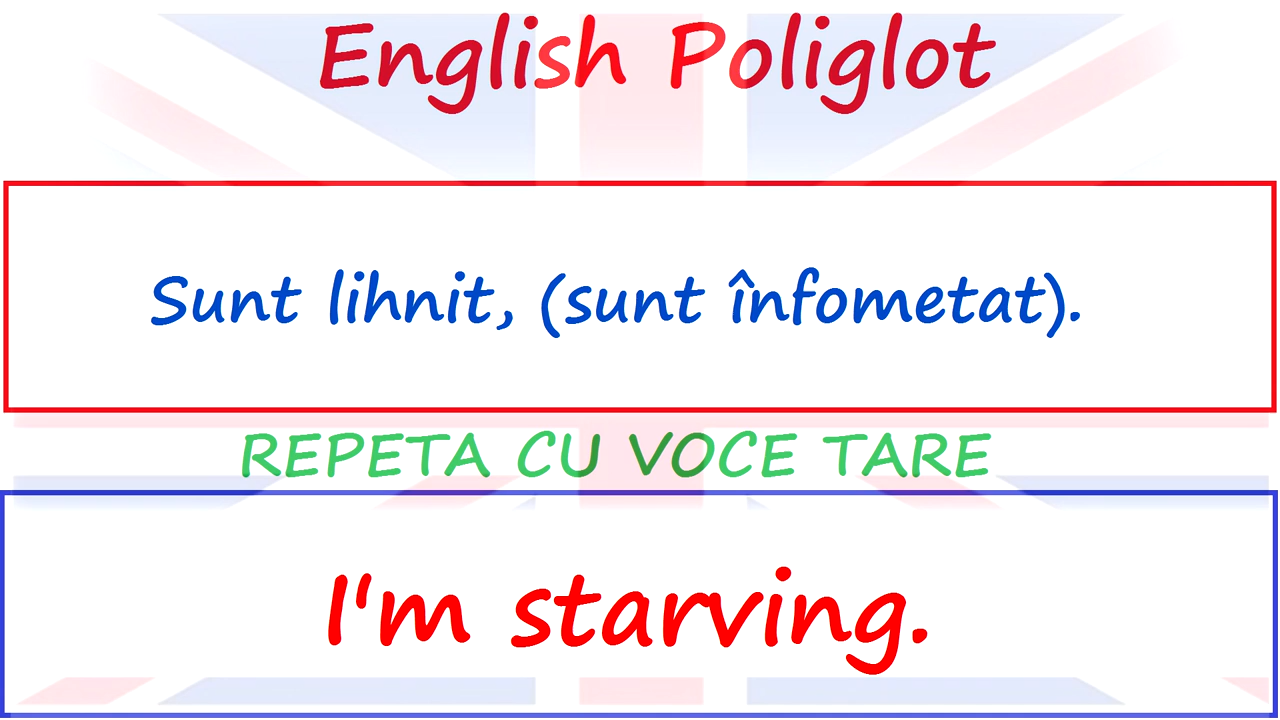 English Poliglot
Sunt lihnit, (sunt înfometat).
REPETA CU VOCE TARE
I'm starving.